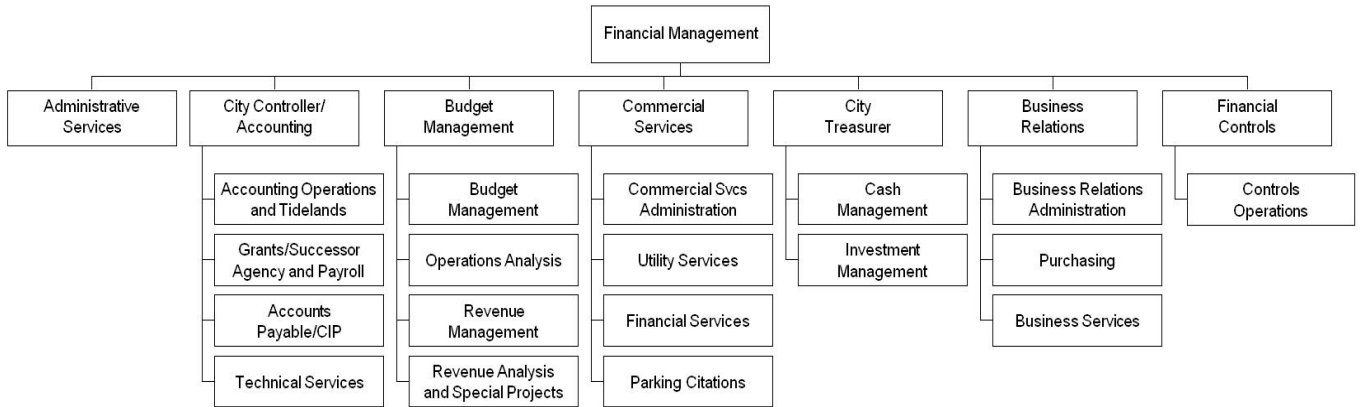 Financial Management
Administrative
Services
City Controller/
Accounting
Budget
Management
Commercial
Services
City
Treasurer
Business
Relations
Financial
Controls
Accounting Operations
and Tidelands
Grants/Successor
Agency and Payroll
Accounts
Payable/CIP
Technical Services
Budget
Management
Operations Analysis
Revenue
Management
Revenue Analysis
and Special Projects
Commercial Svcs
Administration
Utility Services
Financial Services
Parking Citations
Cash
Management
Investment
Management
Business Relations
Administration
Purchasing
Business Services
Controls
Operations